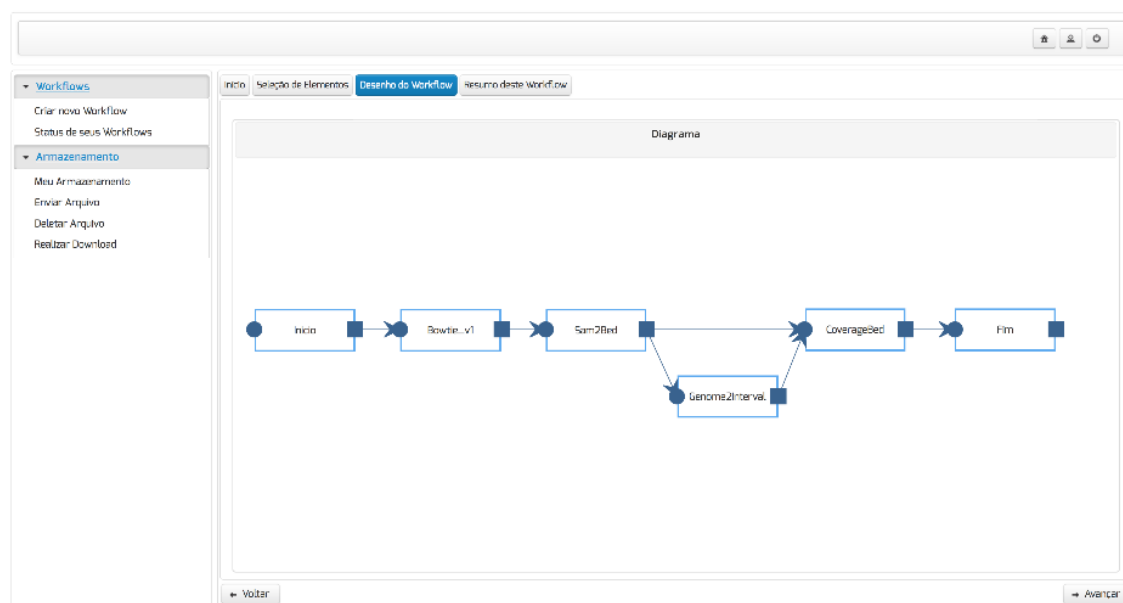 Workflows
Criar novo Workflow
Status de seus Workflows
Armazenamento
Meu Armazenamento
Enviar Arquivo
Deletar Arquivo
Realizar Download
Início Seleção de Elementos Desenho do Workflow Resumo deste Workflow
Diagrama
Início
Bowtie...v1
Sam2Bed
CoverageBed
Fim
Genome2Interval
Voltar
Avançar